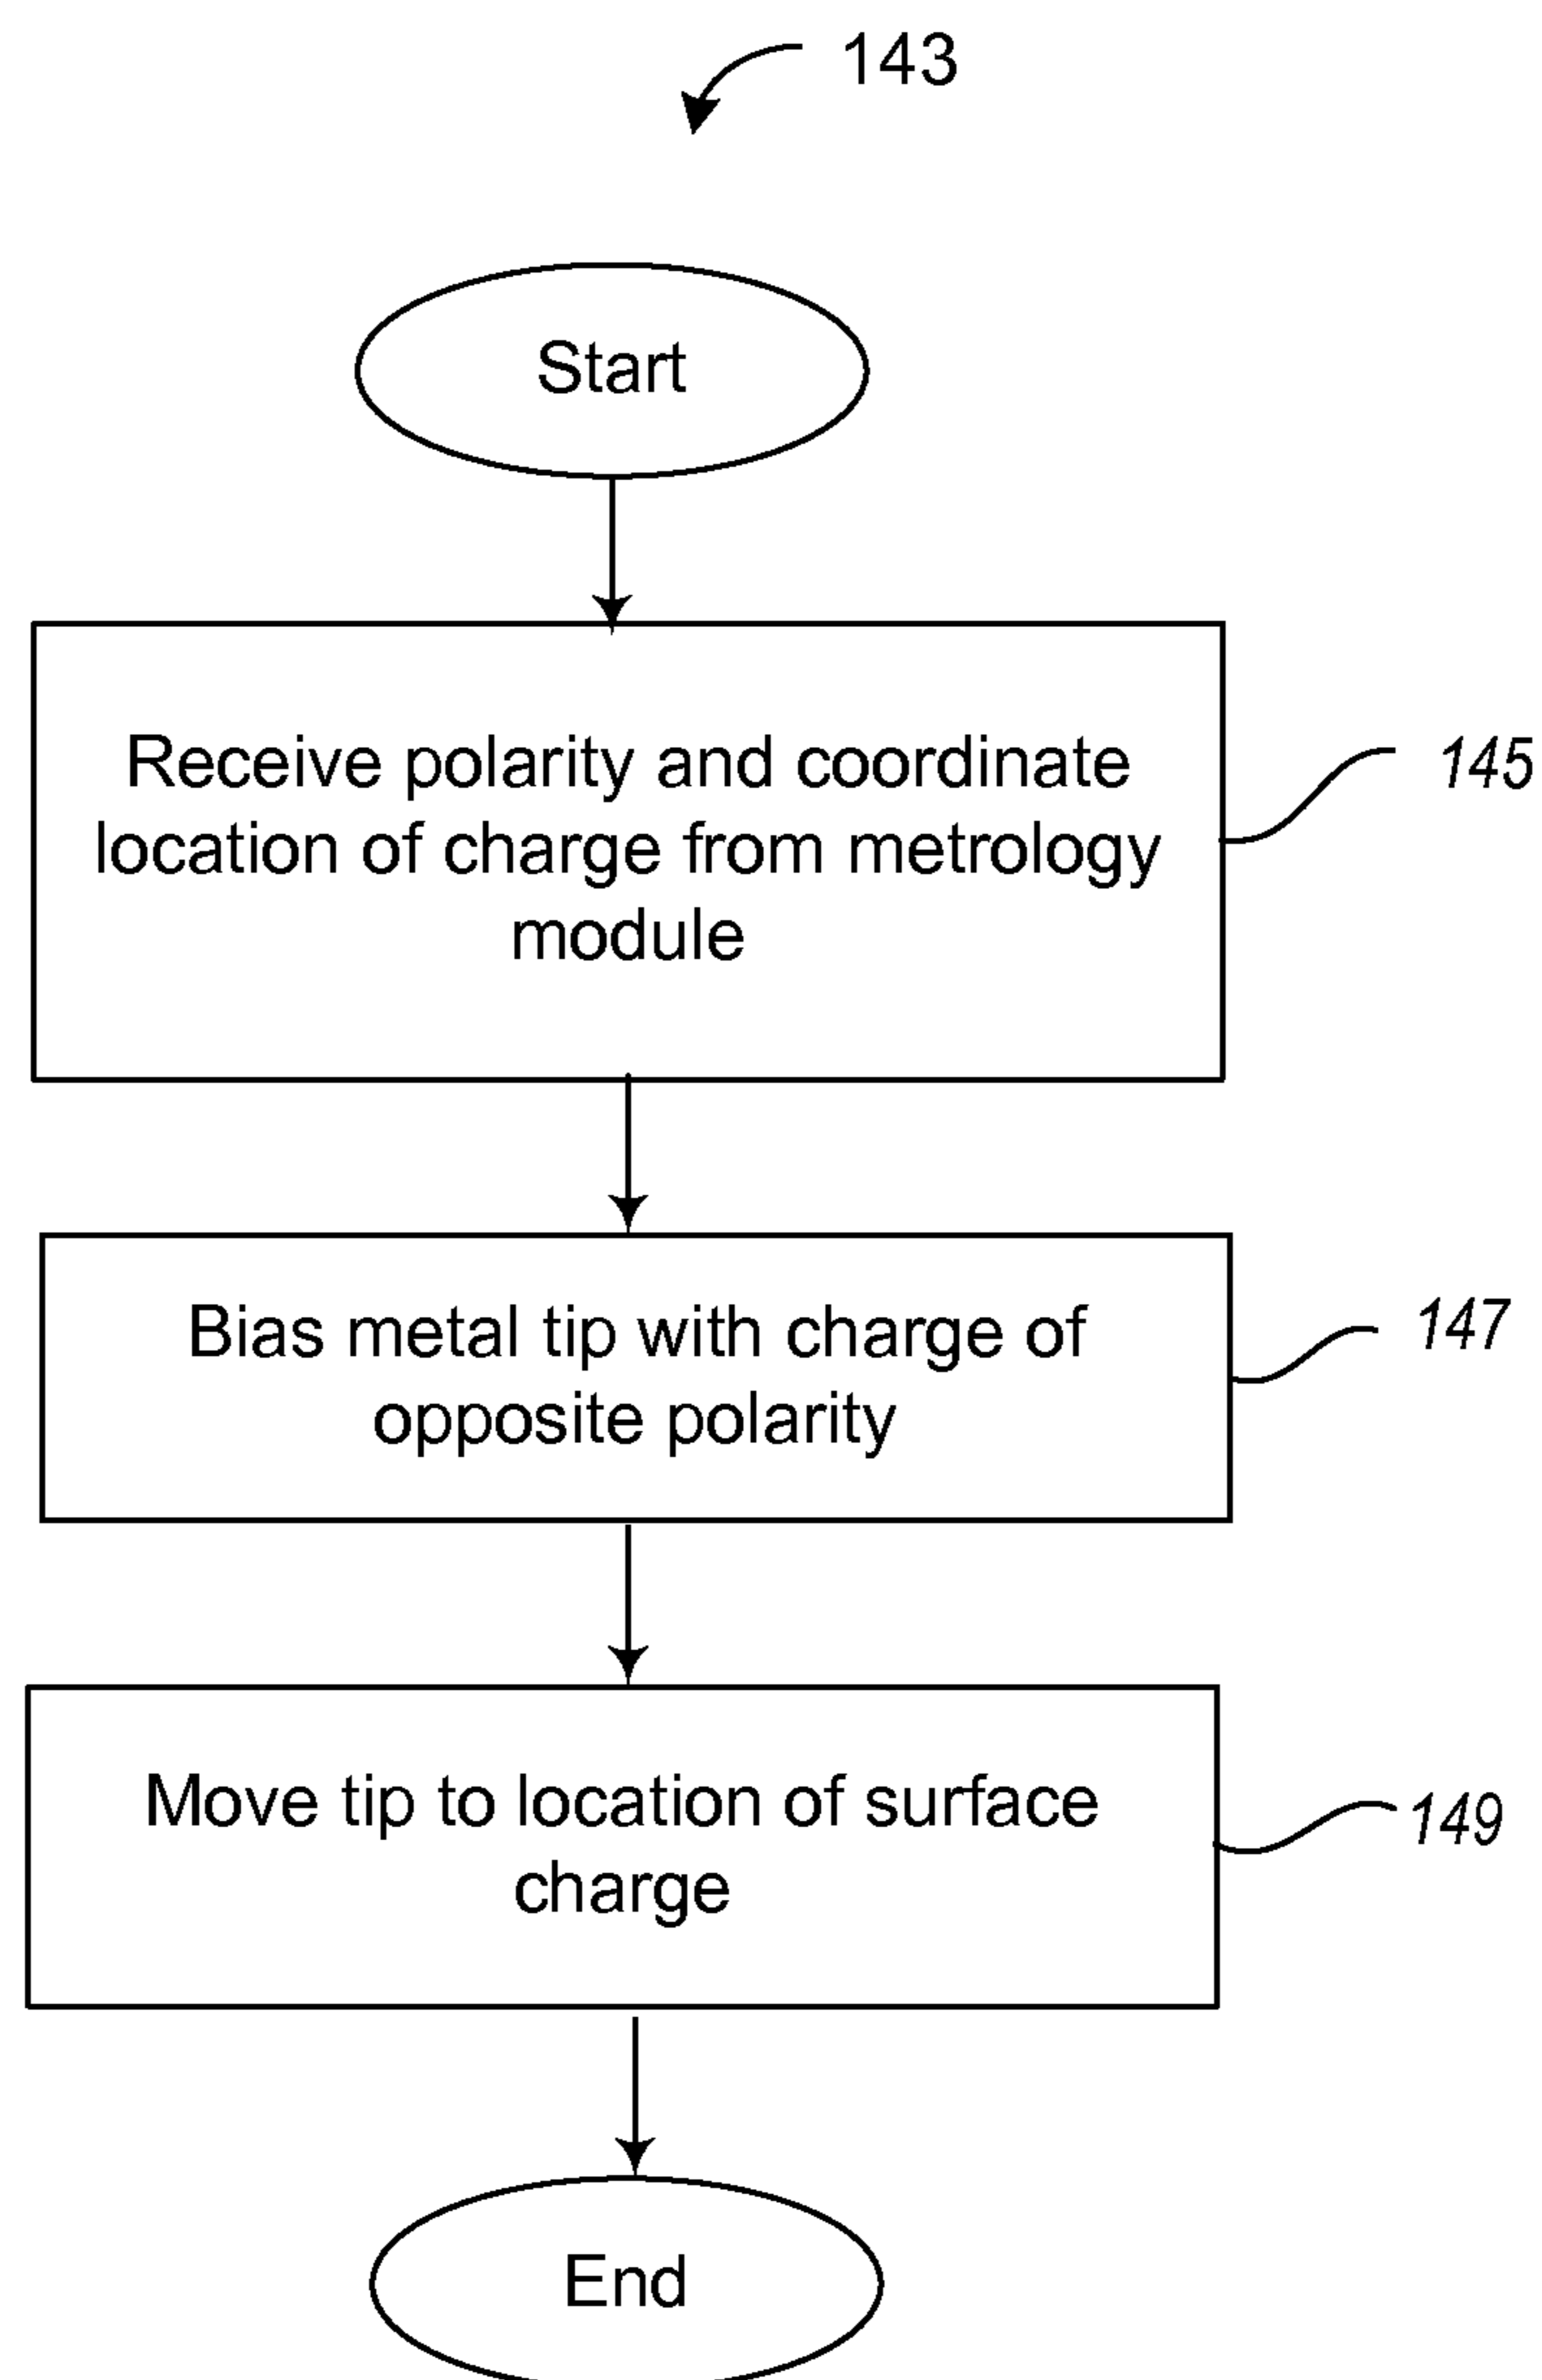 143
Start
Receive polarity and coordinate
location of charge from metrology
module
145
Bias metal tip with charge of
opposite polarity
147
Move tip to location of surface
charge
149
End